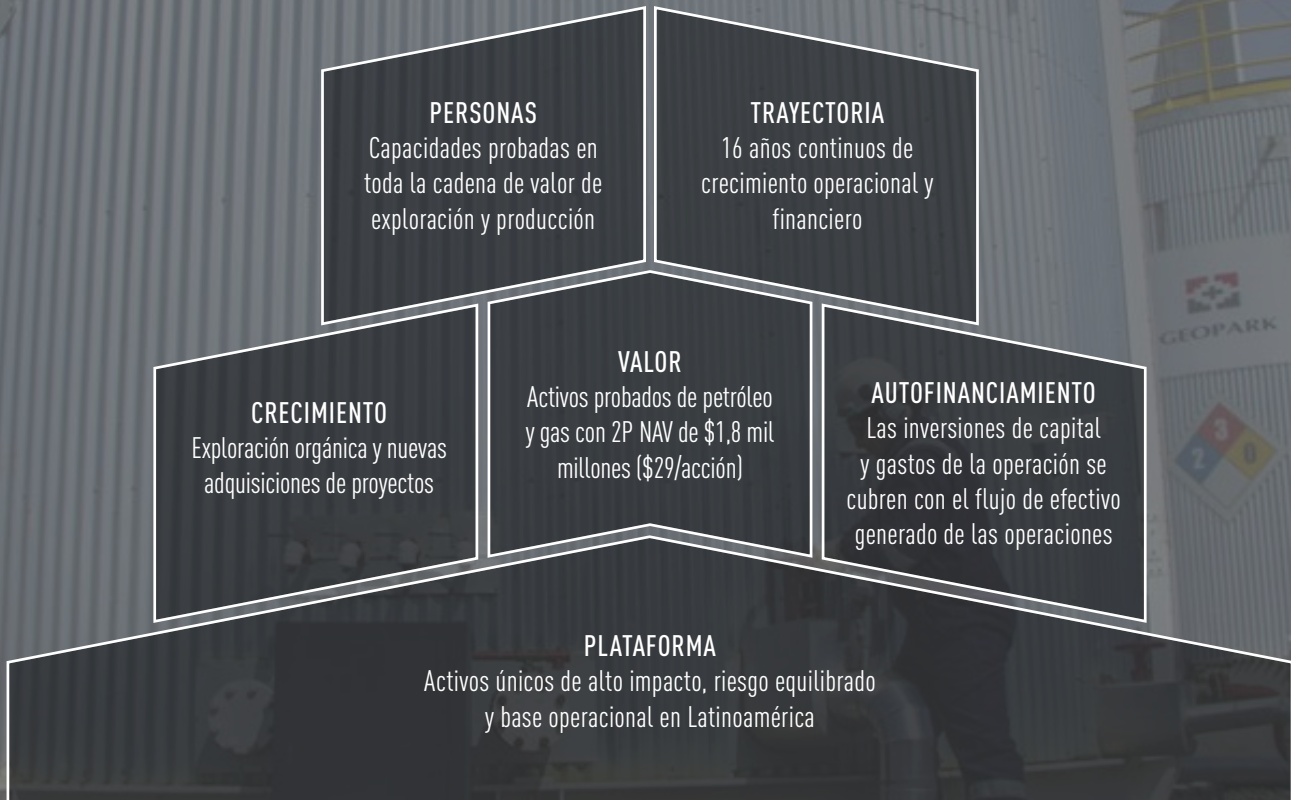 PERSONAS
Capacidades probadas en
toda la cadena de valor de
exploración y producción
TRAYECTORIA
16 años continuos de
crecimiento operacional y
financiero
CRECIMIENTO
Exploración orgánica y nuevas
adquisiciones de proyectos
VALOR
Activos probados de petróleo
y gas con 2P NAV de $1,8 mil
millones ($29/acción)
AUTOFINANCIAMIENTO
Las inversiones de capital
y gastos de la operación se
cubren con el flujo de efectivo
generado de las operaciones
PLATAFORMA
Activos únicos de alto impacto, riesgo equilibrado
y base operacional en Latinoamérica
GEOPARK
3
2 0